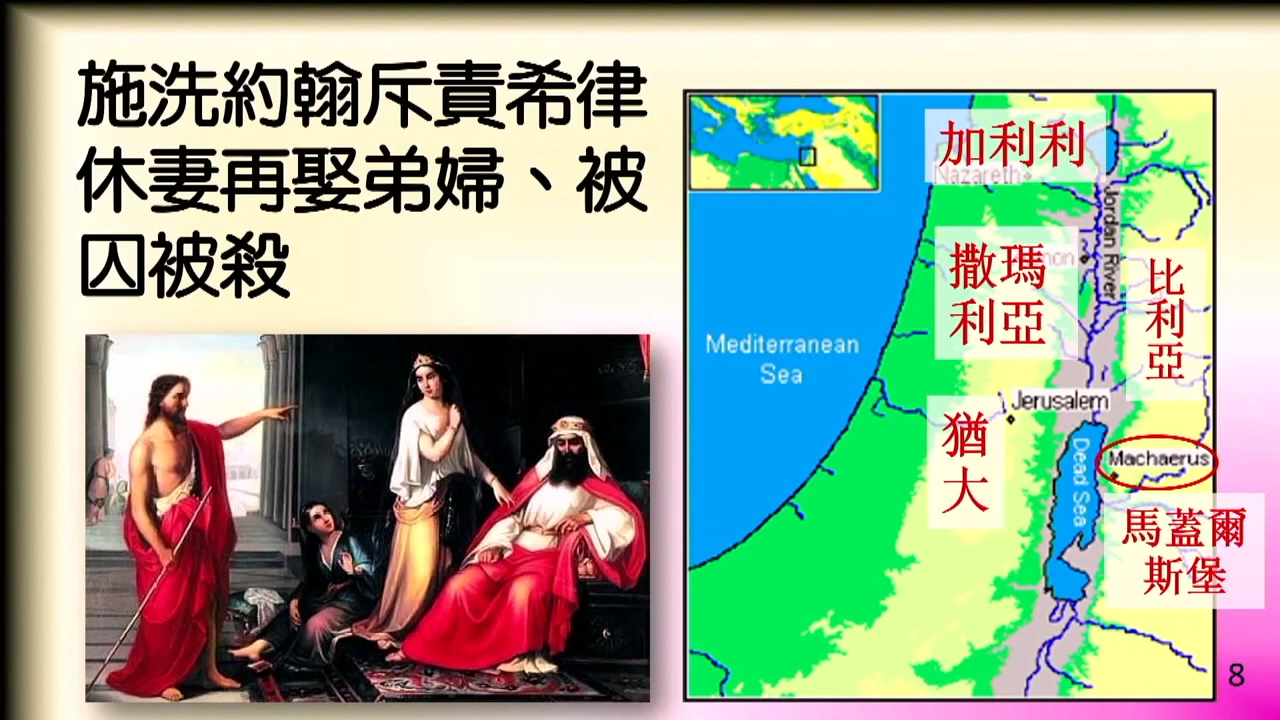 施洗約翰斥責希律
休妻再娶弟婦、被
囚被殺
加利利
Nazareth
撒瑪
利亞
Jordan River
比
利
亞
Mediterranean
Sea
Jerusalem
猶
大
Dead Sea
Machaerus
馬蓋爾
斯堡
8